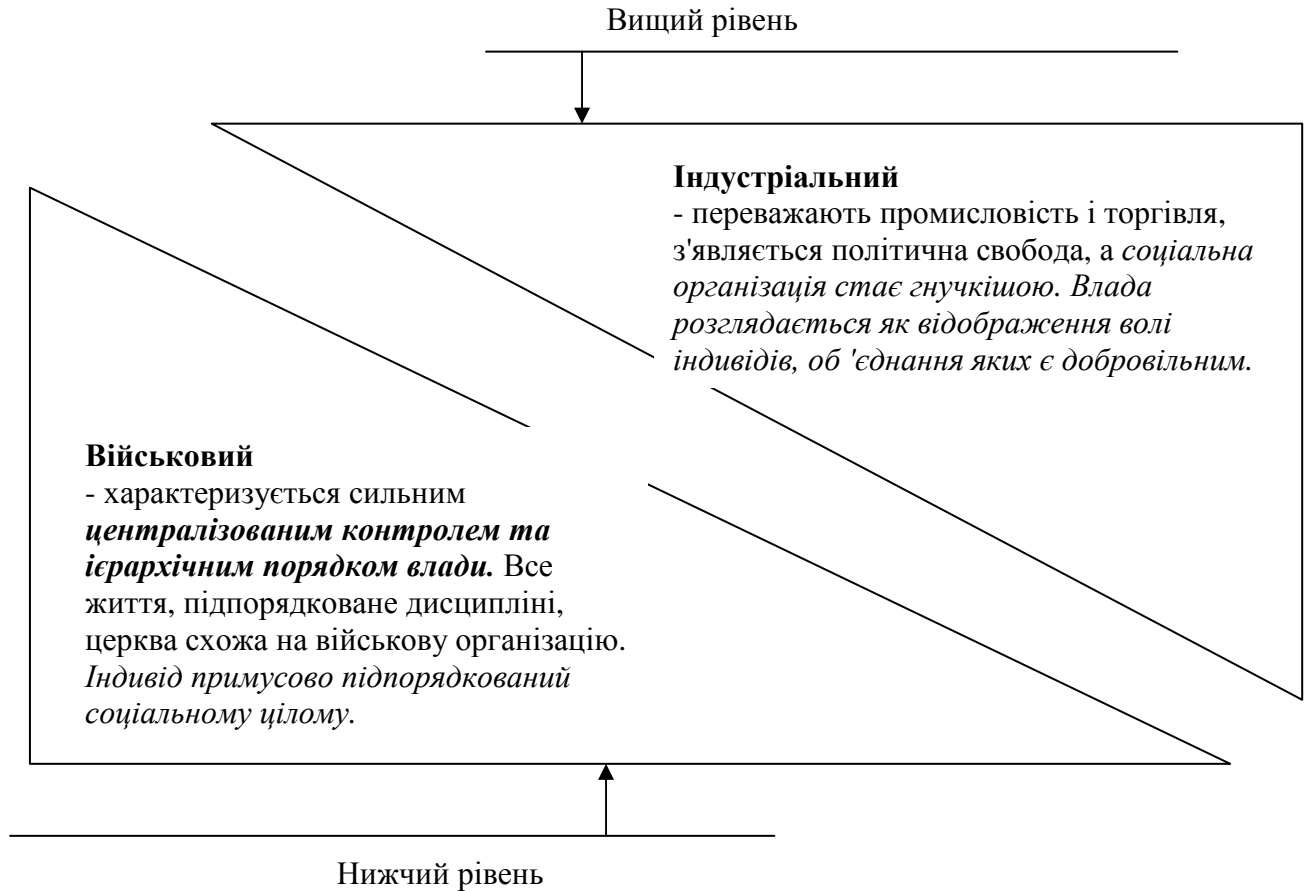 Вищий рівень
Індустріальний
- переважають промисловість і торгівля,
з'являється політична свобода, а соціальна
організація стає гнучкішою. Влада
розглядається як відображення волі
індивідів, об 'єднання яких є добровільним.
Військовий
- характеризується сильним
централізованим контролем та
ієрархічним порядком влади. Все
життя, підпорядковане дисципліні,
церква схожа на військову організацію.
Індивід примусово підпорядкований
соціальному цілому.
Нижчий рівень